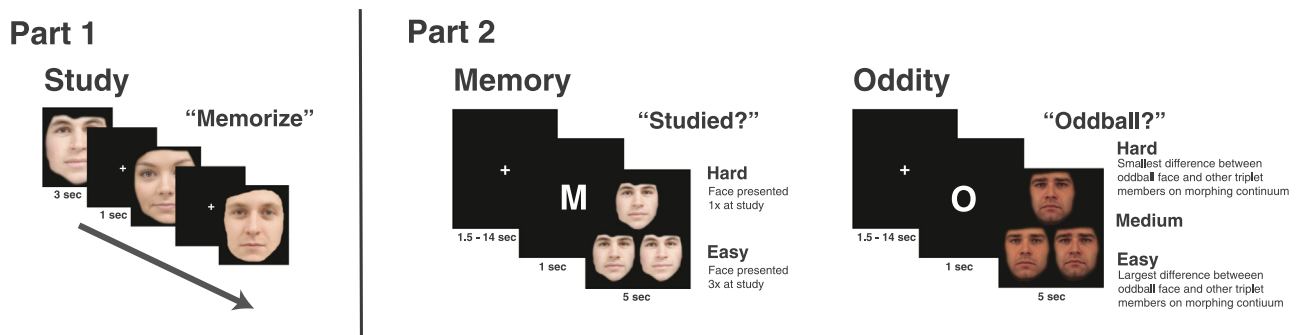 Part 1
Study
“Memorize”
+
+
3 sec
1 sec
Part 2
Memory
“Studied?”
+
M
Hard
Face presented
1x at study
Easy
Face presented
3x at study
1.5 - 14 sec
1 sec
5 sec
Oddity
“Oddball?”
+
O
Hard
Smallest difference between
oddball face and other triplet
members on morphing continuum
Medium
Easy
Largest difference betweeen
oddball face and other triplet
members on morphing contiuum
1.5 - 14 sec
1 sec
5 sec